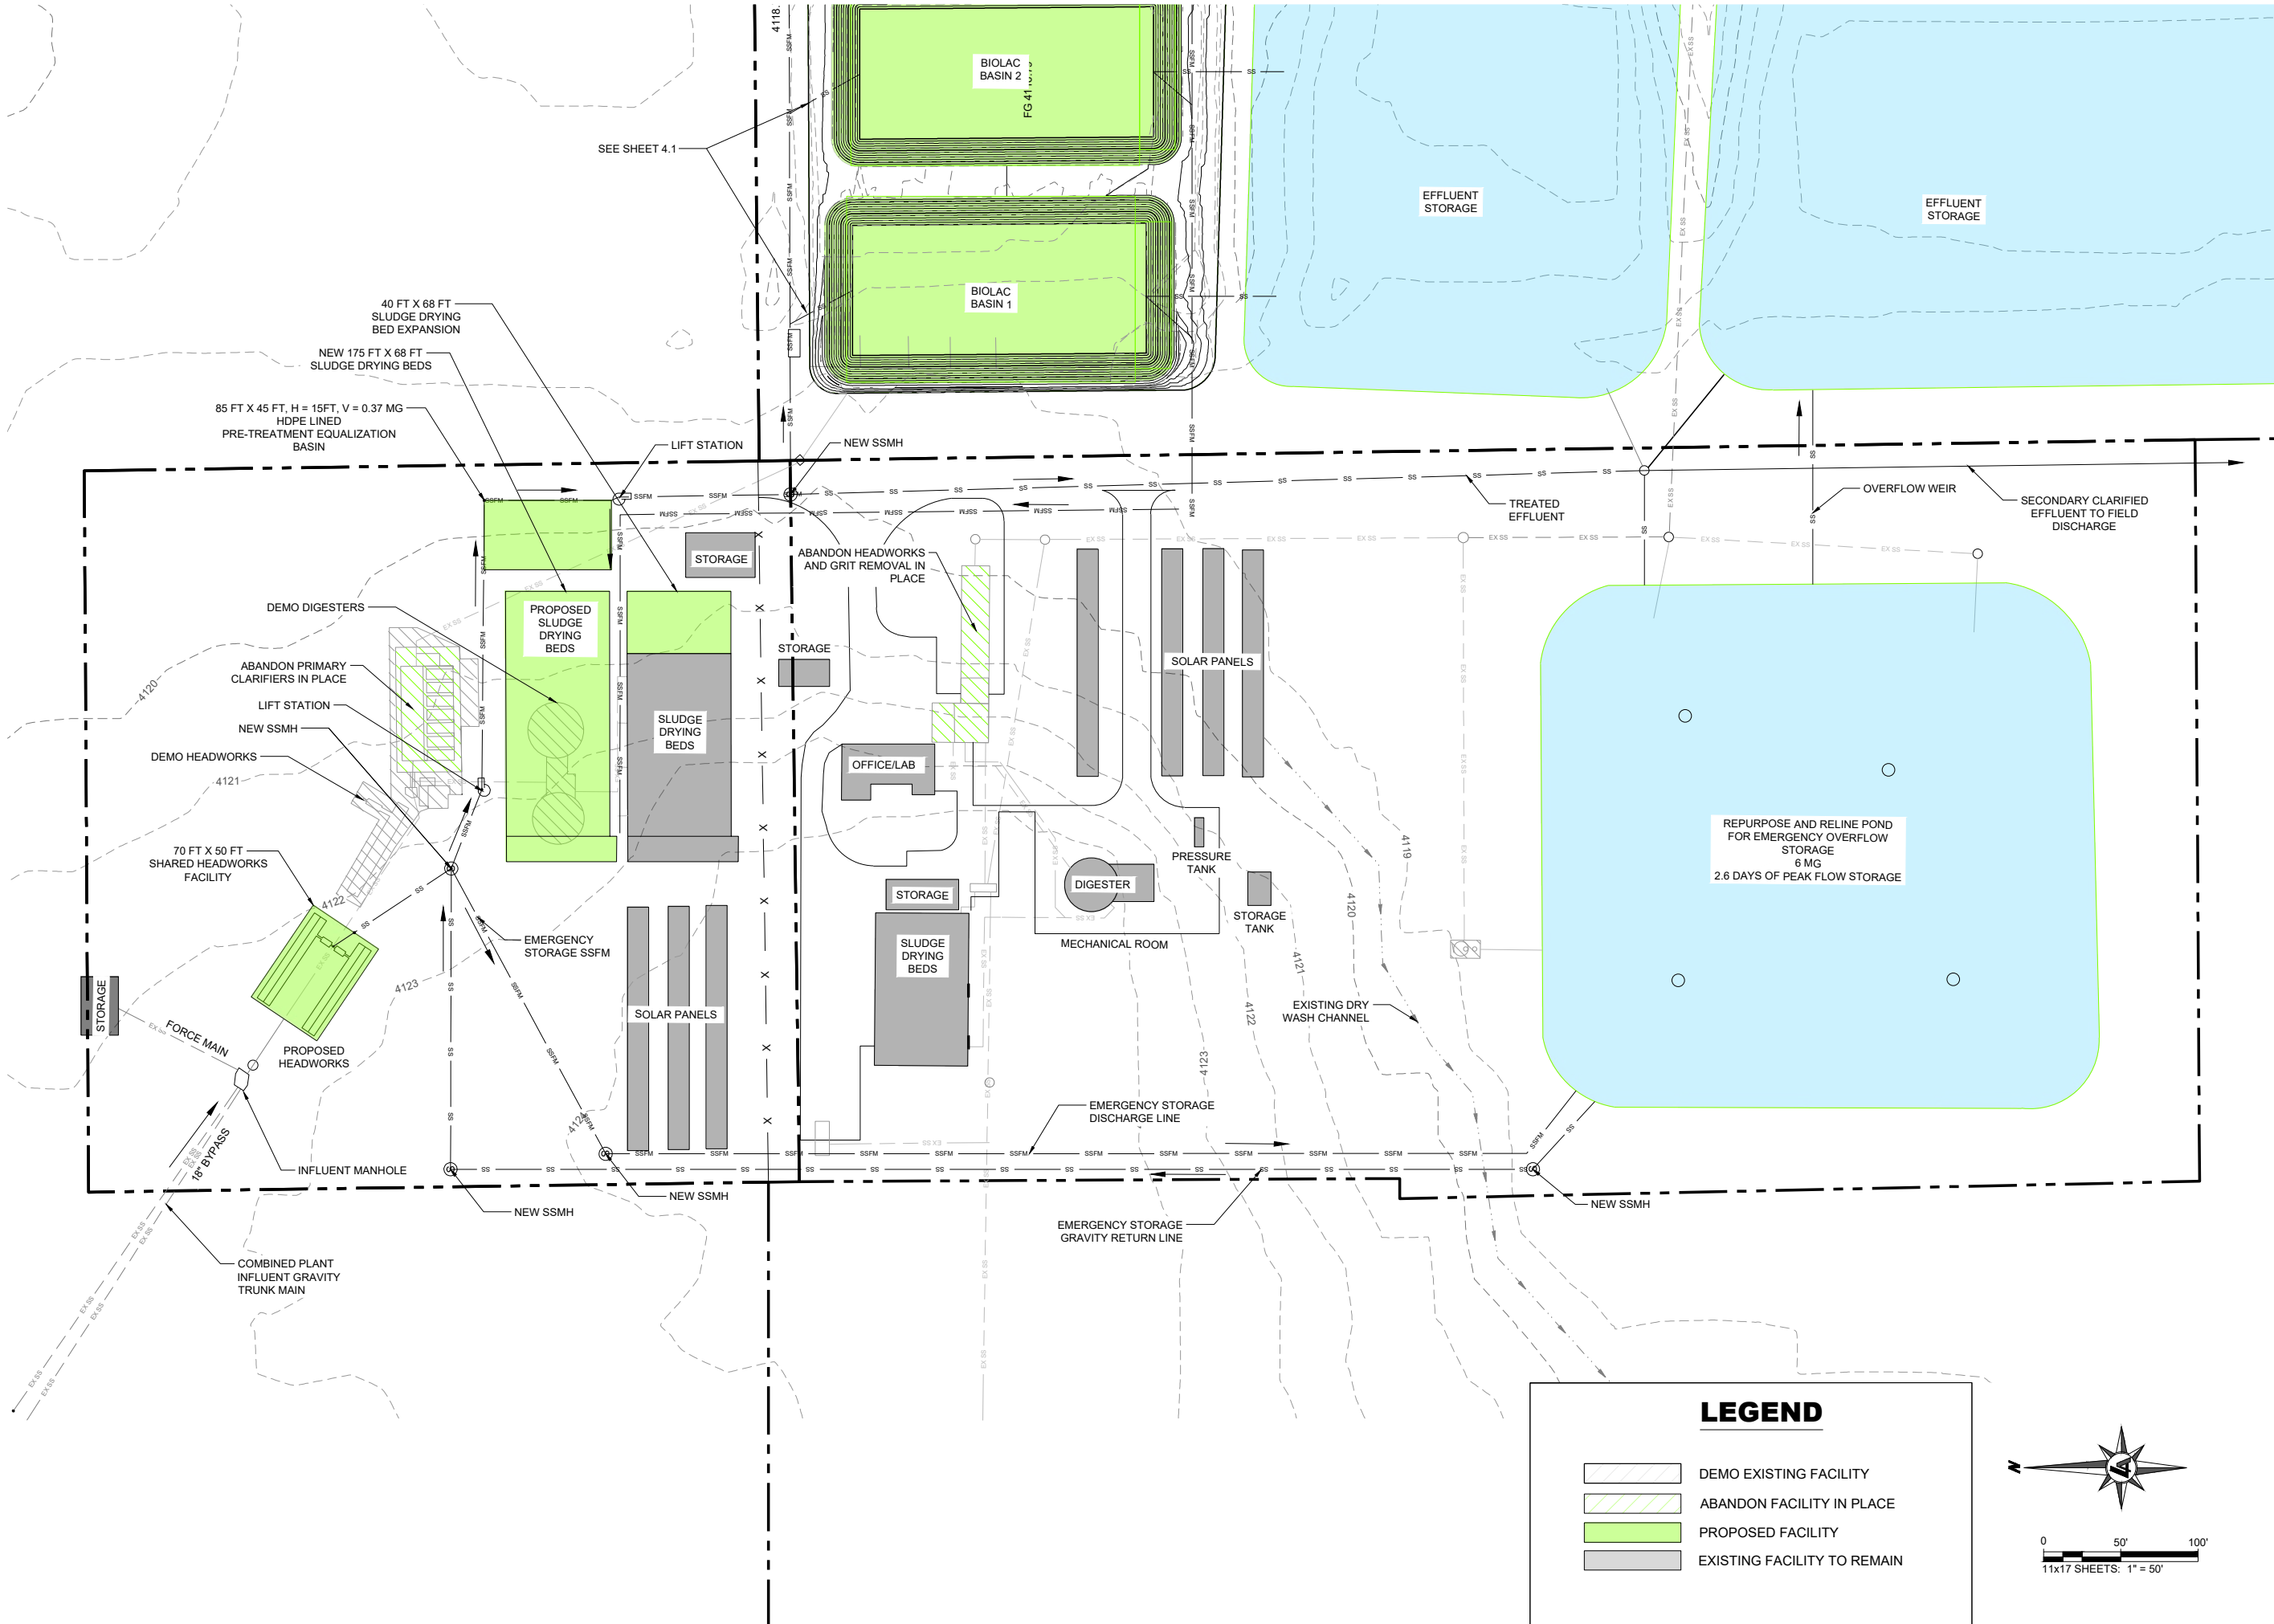 4118.
BIOLAC
BASIN 2
SEE SHEET 4.1
EFFLUENT
STORAGE
EFFLUENT
STORAGE
BIOLAC
BASIN 1
40 FT X 68 FT
SLUDGE DRYING
BED EXPANSION
NEW 175 FT X 68 FT
SLUDGE DRYING BEDS
85 FT X 45 FT, H = 15FT, V = 0.37 MG
HDPE LINED
PRE-TREATMENT EQUALIZATION
BASIN
LIFT STATION
NEW SSMH
TREATED
EFFLUENT
OVERFLOW WEIR
SECONDARY CLARIFIED
EFFLUENT TO FIELD
DISCHARGE
STORAGE
ABANDON HEADWORKS
AND GRIT REMOVAL IN
PLACE
DEMO DIGESTERS
PROPOSED
SLUDGE
DRYING
BEDS
STORAGE
SOLAR PANELS
ABANDON PRIMARY
CLARIFIERS IN PLACE
4120
LIFT STATION
NEW SSMH
SLUDGE
DRYING
BEDS
DEMO HEADWORKS
4121
OFFICE/LAB
70 FT X 50 FT
SHARED HEADWORKS
FACILITY
4122
PRESSURE
TANK
4119
REPURPOSE AND RELINE POND
FOR EMERGENCY OVERFLOW
STORAGE
6 MG
2.6 DAYS OF PEAK FLOW STORAGE
STORAGE
DIGESTER
STORAGE
TANK
4120
EMERGENCY
STORAGE SSFM
SLUDGE
DRYING
BEDS
MECHANICAL ROOM
4121
4123
STORAGE
FORCE MAIN
PROPOSED
HEADWORKS
SOLAR PANELS
4122
EXISTING DRY
WASH CHANNEL
4123
4124
EMERGENCY STORAGE
DISCHARGE LINE
18" BYPASS
INFLUENT MANHOLE
NEW SSMH
NEW SSMH
NEW SSMH
EMERGENCY STORAGE
GRAVITY RETURN LINE
COMBINED PLANT
INFLUENT GRAVITY
TRUNK MAIN
EX SS
SS
SSFM
X
LEGEND
DEMO EXISTING FACILITY
ABANDON FACILITY IN PLACE
PROPOSED FACILITY
EXISTING FACILITY TO REMAIN
N
0 50' 100'
11x17 SHEETS: 1" = 50'